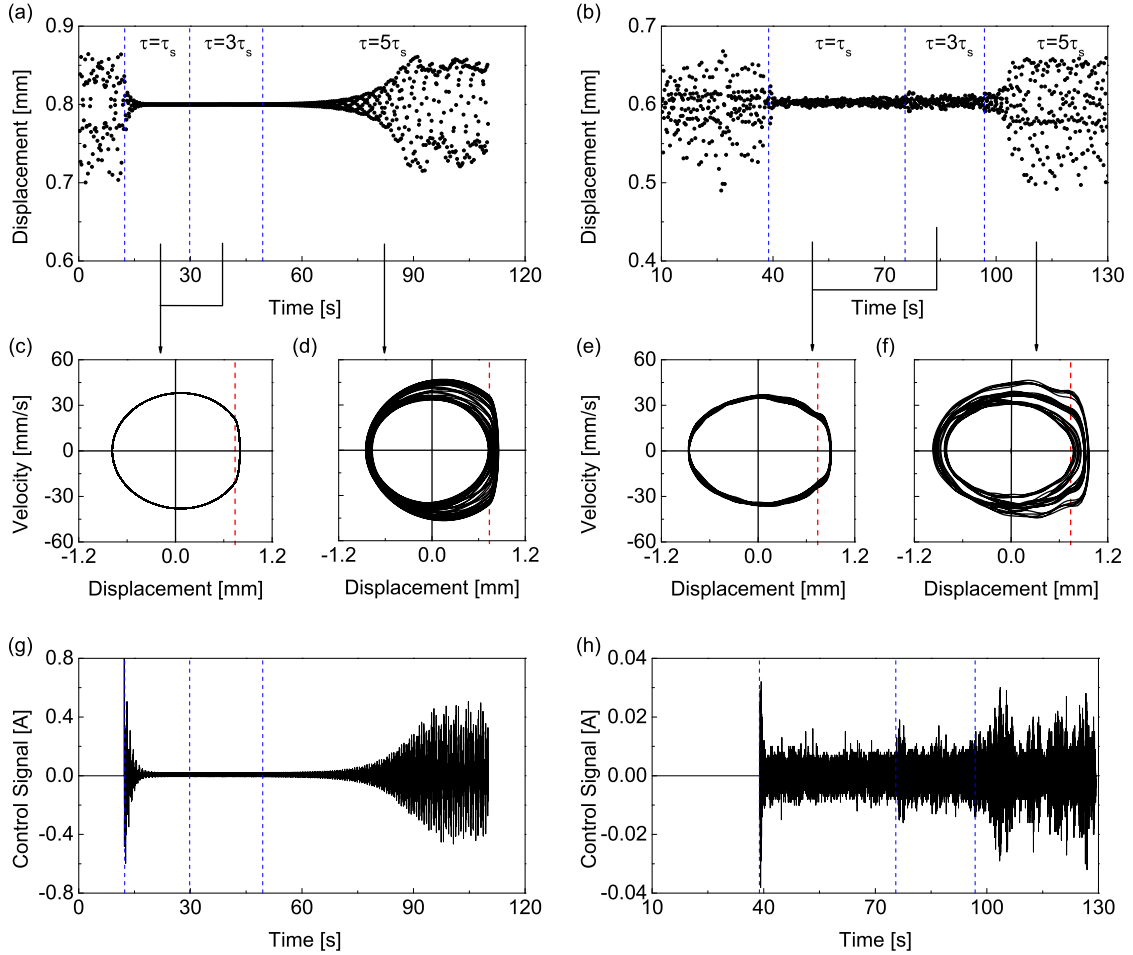 (a)
τ=τs
τ=3τs
τ=5τs
0.9
0.8
0.7
0.6
Displacement [mm]
0
30
60
90
120
Time [s]
(b)
τ=τs
τ=3τs
τ=5τs
0.7
0.6
0.5
0.4
Displacement [mm]
10
40
70
100
130
Time [s]
(c)
60
30
0
-30
-60
Velocity [mm/s]
-1.2
0.0
1.2
Displacement [mm]
(d)
-1.2
0.0
1.2
Displacement [mm]
(e)
60
30
0
-30
-60
Velocity [mm/s]
-1.2
0.0
1.2
Displacement [mm]
(f)
-1.2
0.0
1.2
Displacement [mm]
(g)
0.8
0.4
0.0
-0.4
-0.8
Control Signal [A]
0
30
60
90
120
Time [s]
(h)
0.04
0.02
0.00
-0.02
-0.04
Control Signal [A]
10
40
70
100
130
Time [s]